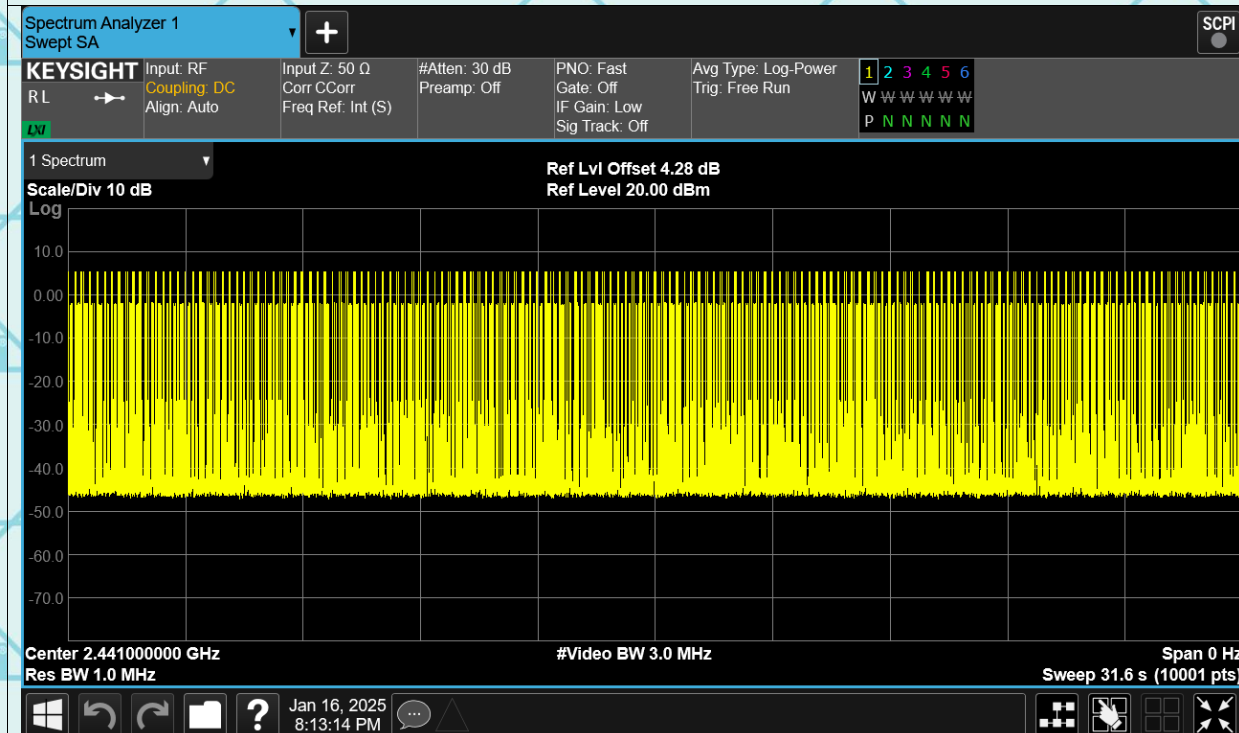 Spectrum Analyzer 1
Swept SA
+
SCPI
KEYSIGHT
RL
LXI
Input: RF
Coupling: DC
Align: Auto
Input Z: 50 Ω
Corr CCorr
Freq Ref: Int (S)
#Atten: 30 dB
Preamp: Off
PNO: Fast
Gate: Off
IF Gain: Low
Sig Track: Off
Avg Type: Log-Power
Trig: Free Run
1 2 3 4 5 6
W W W W W W
P N N N N N
1 Spectrum
Scale/Div 10 dB
Ref Lvl Offset 4.28 dB
Ref Level 20.00 dBm
Log
10.0
0.00
-10.0
-20.0
-30.0
-40.0
-50.0
-60.0
-70.0
Center 2.441000000 GHz
#Video BW 3.0 MHz
Span 0 Hz
Res BW 1.0 MHz
Sweep 31.6 s (10001 pts)
?
Jan 16, 2025
8:13:14 PM